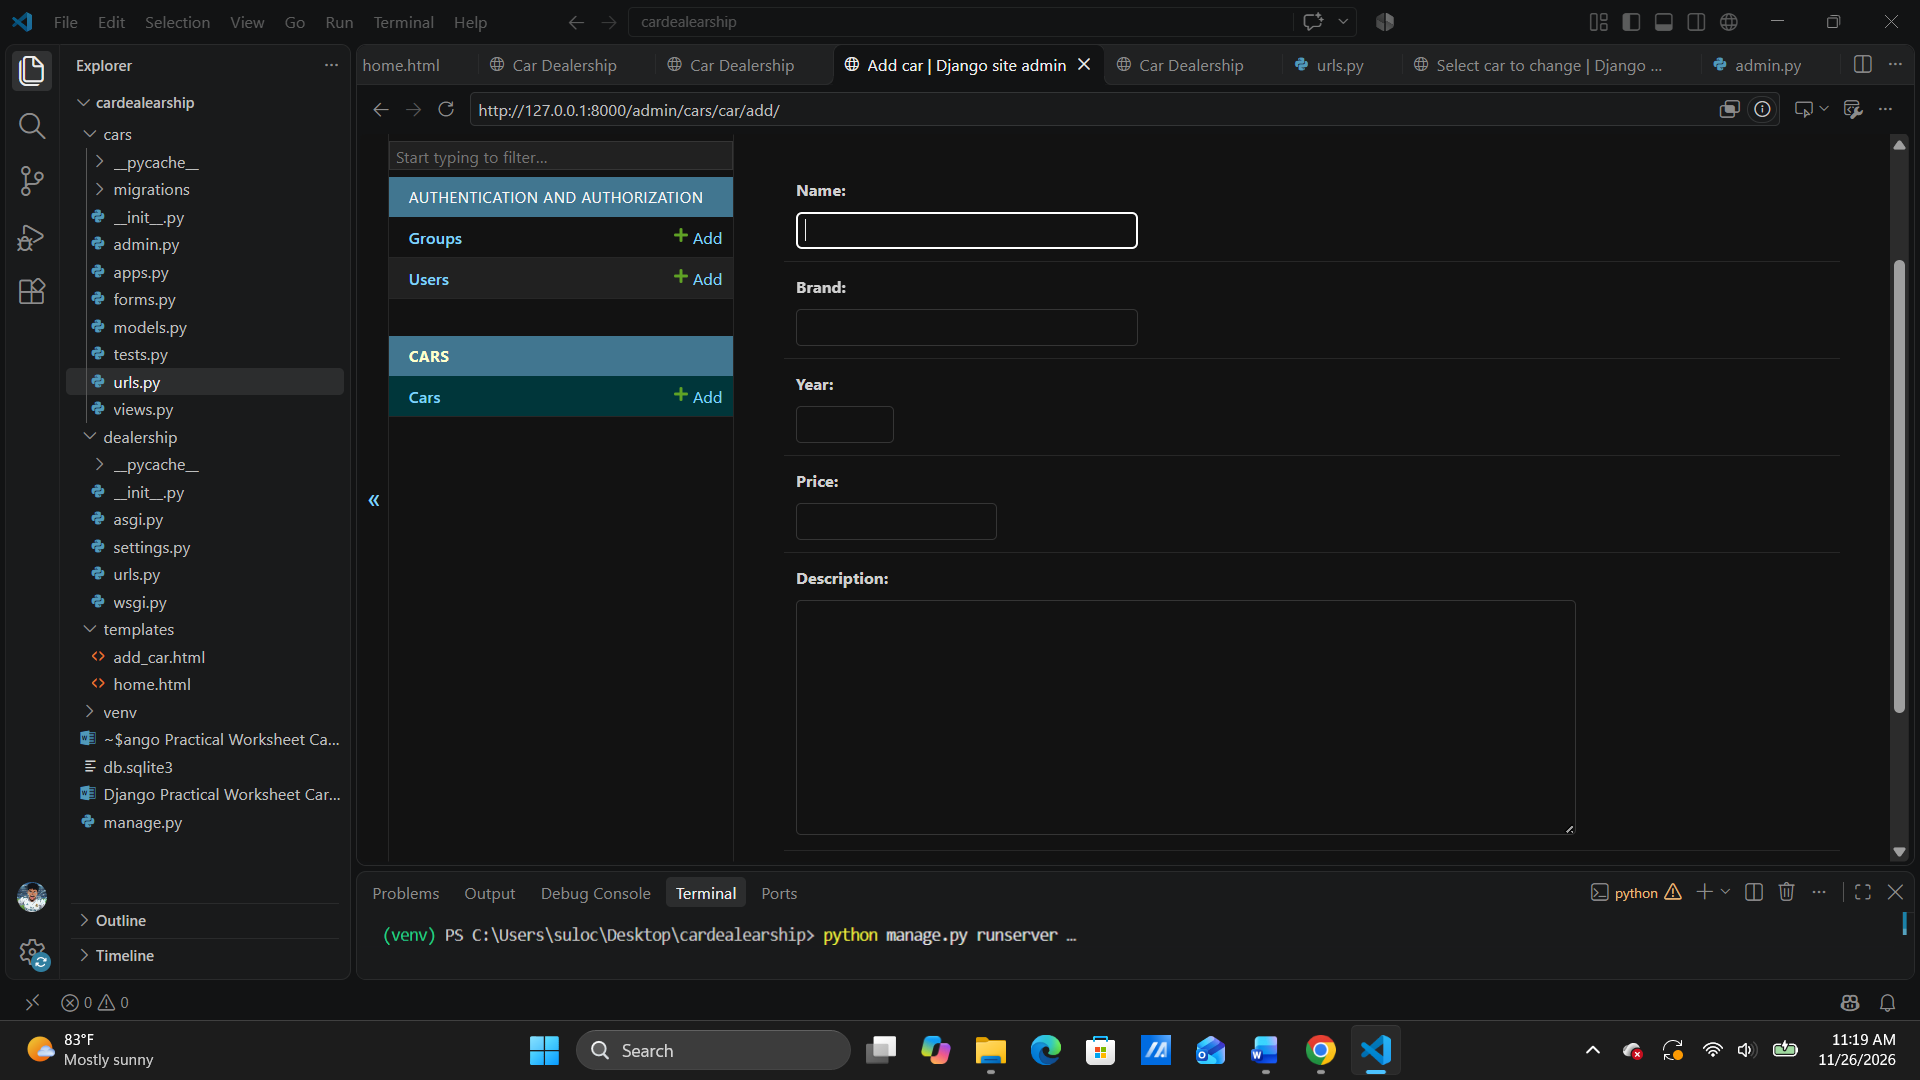 File Edit Selection View Go Run Terminal Help
cardealearship
Explorer
cardealearship
cars
__pycache__
migrations
__init__.py
admin.py
apps.py
forms.py
models.py
tests.py
urls.py
views.py
dealership
__pycache__
__init__.py
asgi.py
settings.py
urls.py
wsgi.py
templates
add_car.html
home.html
venv
~$ango Practical Worksheet Ca...
db.sqlite3
Django Practical Worksheet Car...
manage.py
Outline
Timeline
home.html
Car Dealership
Car Dealership
Add car | Django site admin
Car Dealership
urls.py
Select car to change | Django ...
admin.py
http://127.0.0.1:8000/admin/cars/car/add/
Start typing to filter...
AUTHENTICATION AND AUTHORIZATION
Groups + Add
Users + Add
CARS
Cars + Add
«
Name:
Brand:
Year:
Price:
Description:
Problems Output Debug Console Terminal Ports
python
(venv) PS C:\Users\suloc\Desktop\cardealearship> python manage.py runserver …
0 0
83°F
Mostly sunny
Search
11:19 AM
11/26/2026